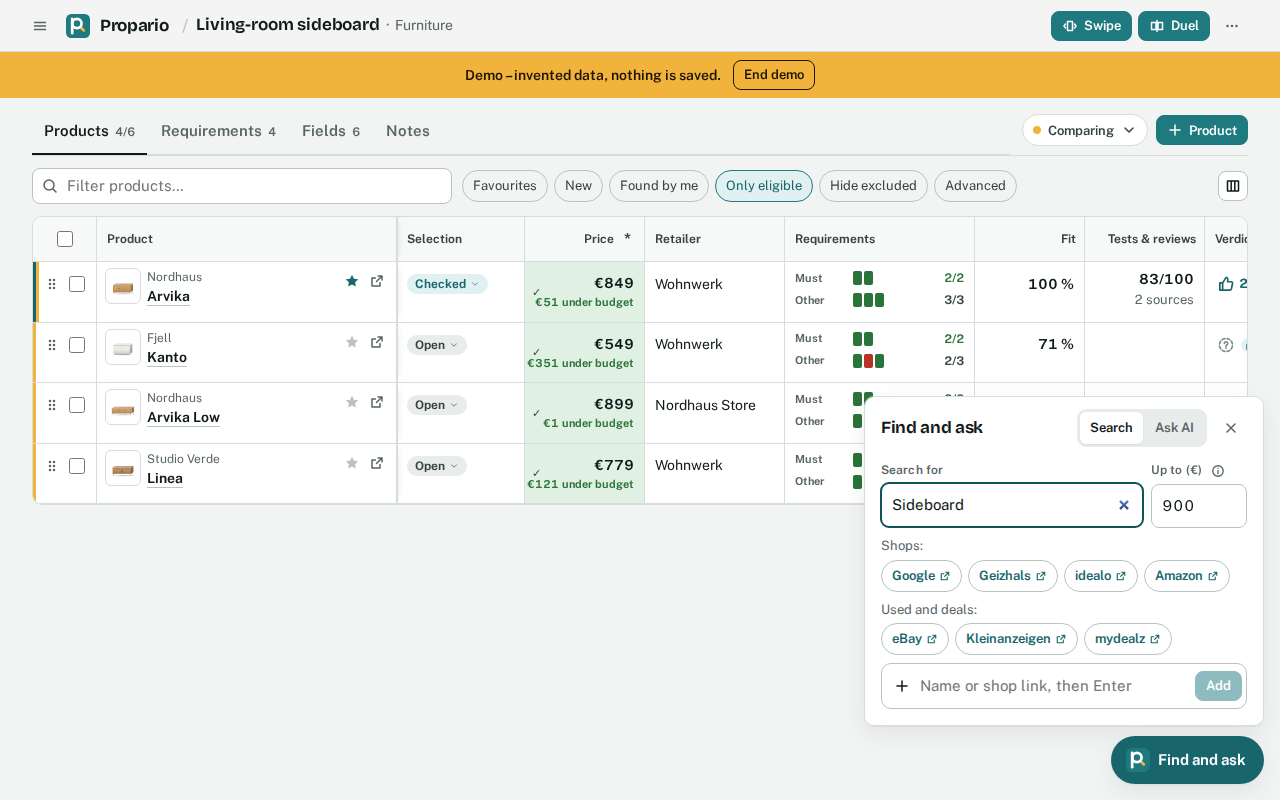 Propario / Living-room sideboard · Furniture
Swipe
Duel
Demo – invented data, nothing is saved.
End demo
Products 4/6
Requirements 4
Fields 6
Notes
Comparing
Product
Filter products...
Favourites
New
Found by me
Only eligible
Hide excluded
Advanced
Product
Selection
Price *
Retailer
Requirements
Fit
Tests & reviews
Nordhaus
Arvika
Checked
€849
✓ €51 under budget
Wohnwerk
Must 2/2
Other 3/3
100 %
83/100
2 sources
Fjell
Kanto
Open
€549
✓ €351 under budget
Wohnwerk
Must 2/2
Other 2/3
71 %
Nordhaus
Arvika Low
Open
€899
✓ €1 under budget
Nordhaus Store
Must
Other
Studio Verde
Linea
Open
€779
✓ €121 under budget
Wohnwerk
Must
Other
Find and ask
Search
Ask AI
Search for
Up to (€)
Sideboard
900
Shops:
Google
Geizhals
idealo
Amazon
Used and deals:
eBay
Kleinanzeigen
mydealz
Name or shop link, then Enter
Add
Find and ask